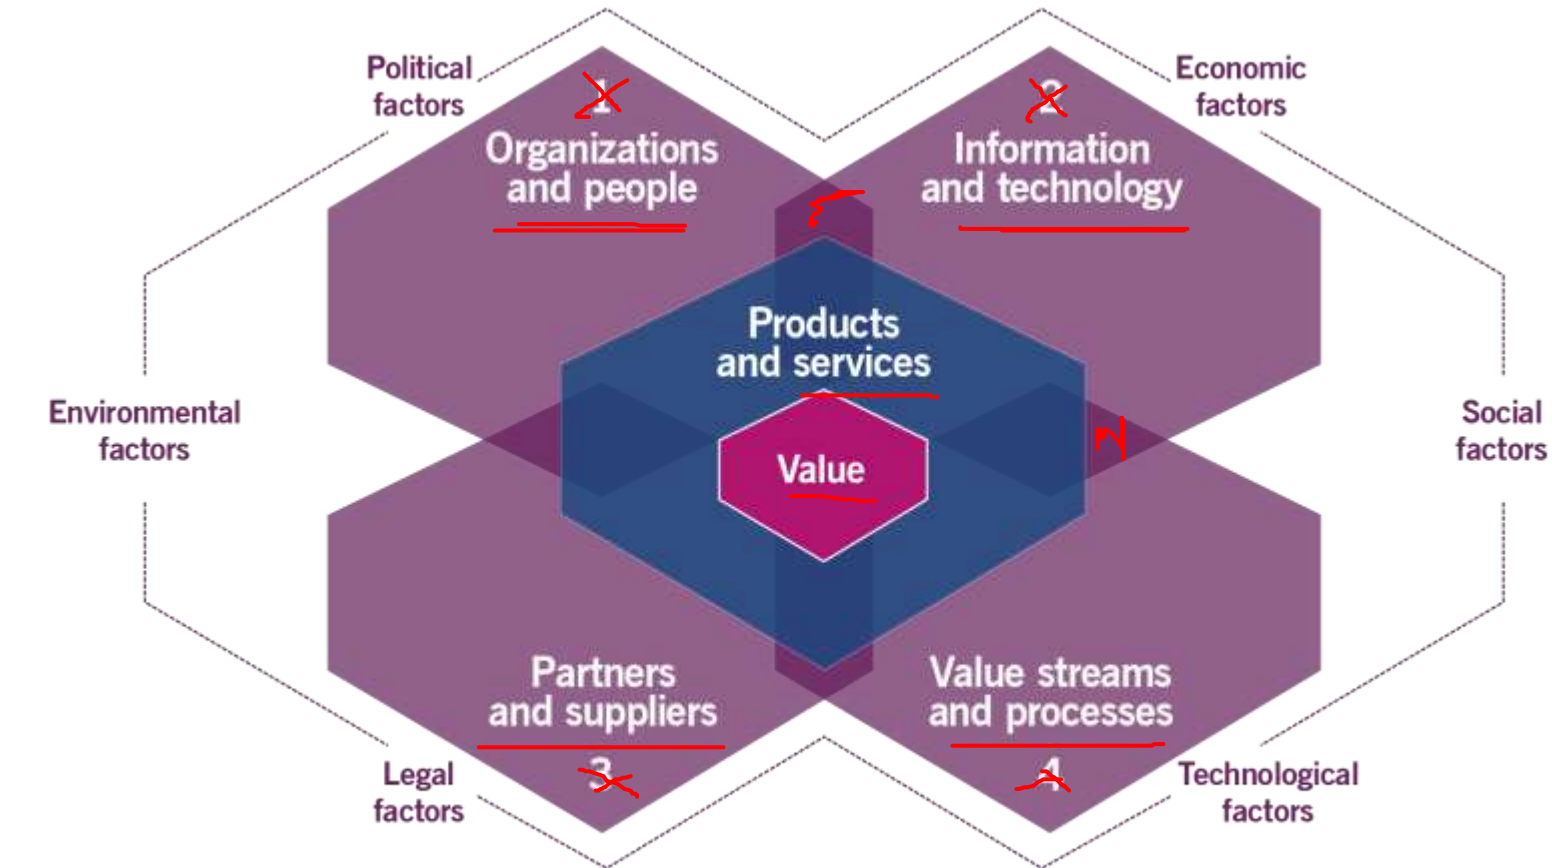 Political
factors
Economic
factors
1
Organizations
and people
2
Information
and technology
Products
and services
Environmental
factors
Value
Social
factors
Partners
and suppliers
3
Value streams
and processes
4
Legal
factors
Technological
factors